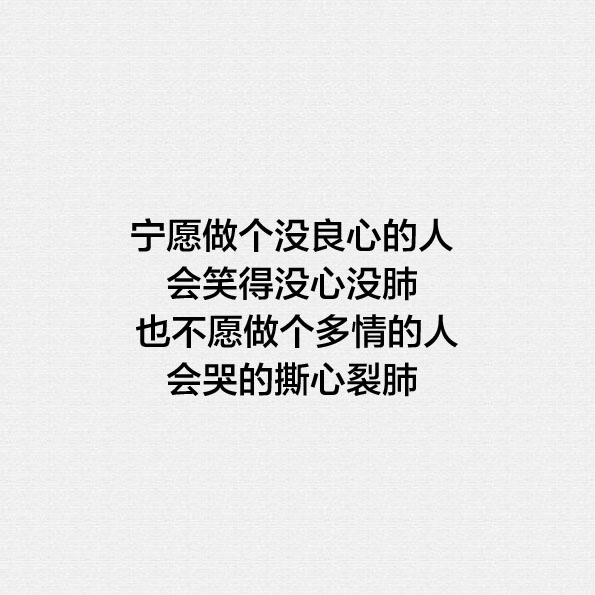 宁愿做个没良心的人
会笑得没心没肺
也不愿做个多情的人
会哭的撕心裂肺